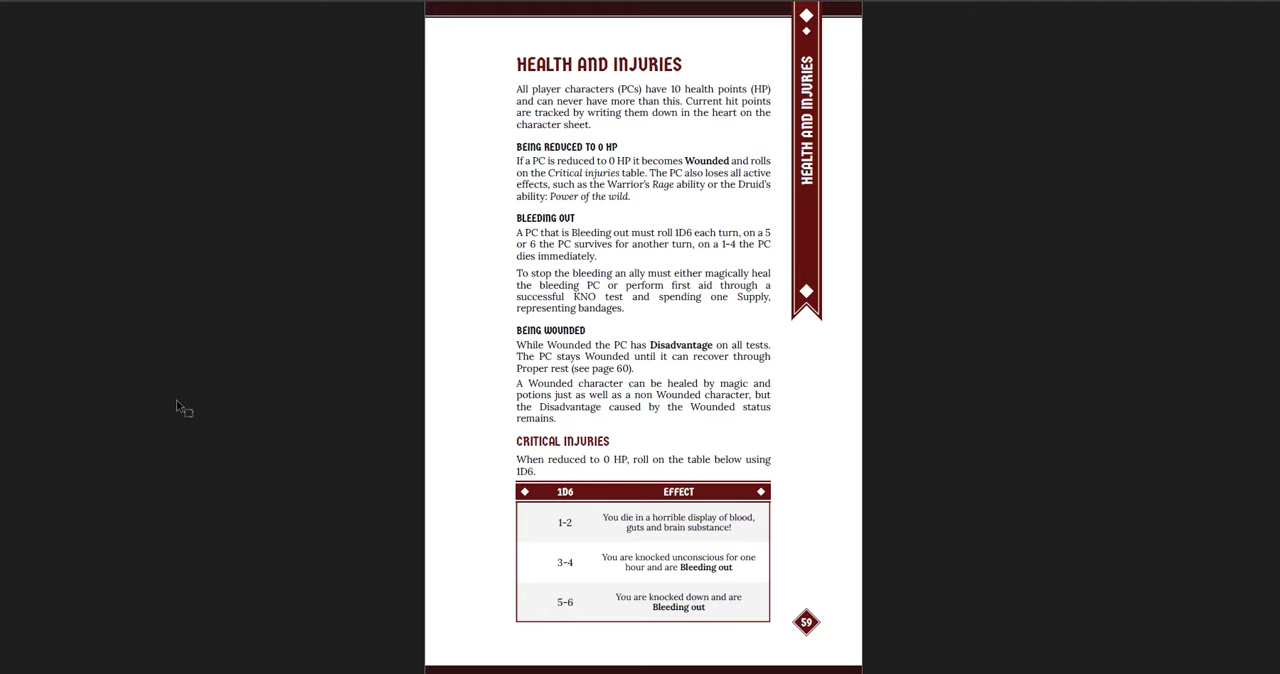 HEALTH AND INJURIES
All player characters (PCs) have 10 health points (HP)
and can never have more than this. Current hit points
are tracked by writing them down in the heart on the
character sheet.
BEING REDUCED TO 0 HP
If a PC is reduced to 0 HP it becomes Wounded and rolls
on the Critical injuries table. The PC also loses all active
effects, such as the Warrior's Rage ability or the Druid's
ability: Power of the wild.
BLEEDING OUT
A PC that is Bleeding out must roll 1D6 each turn, on a 5
or 6 the PC survives for another turn, on a 1-4 the PC
dies immediately.
To stop the bleeding an ally must either magically heal
the bleeding PC or perform first aid through a
successful KNO test and spending one Supply,
representing bandages.
BEING WOUNDED
While Wounded the PC has Disadvantage on all tests.
The PC stays Wounded until it can recover through
Proper rest (see page 60).
A Wounded character can be healed by magic and
potions just as well as a non Wounded character, but
the Disadvantage caused by the Wounded status
remains.
CRITICAL INJURIES
When reduced to 0 HP, roll on the table below using
1D6.
1D6 EFFECT
1-2 You die in a horrible display of blood,
guts and brain substance!
3-4 You are knocked unconscious for one
hour and are Bleeding out
5-6 You are knocked down and are
Bleeding out
HEALTH AND INJURIES
59